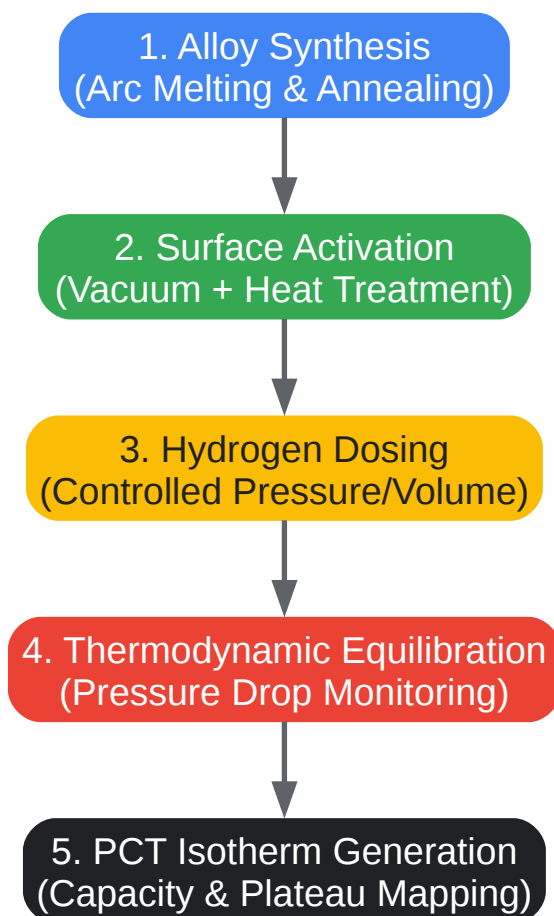 1. Alloy Synthesis
(Arc Melting & Annealing)
2. Surface Activation
(Vacuum + Heat Treatment)
3. Hydrogen Dosing
(Controlled Pressure/Volume)
4. Thermodynamic Equilibration
(Pressure Drop Monitoring)
5. PCT Isotherm Generation
(Capacity & Plateau Mapping)